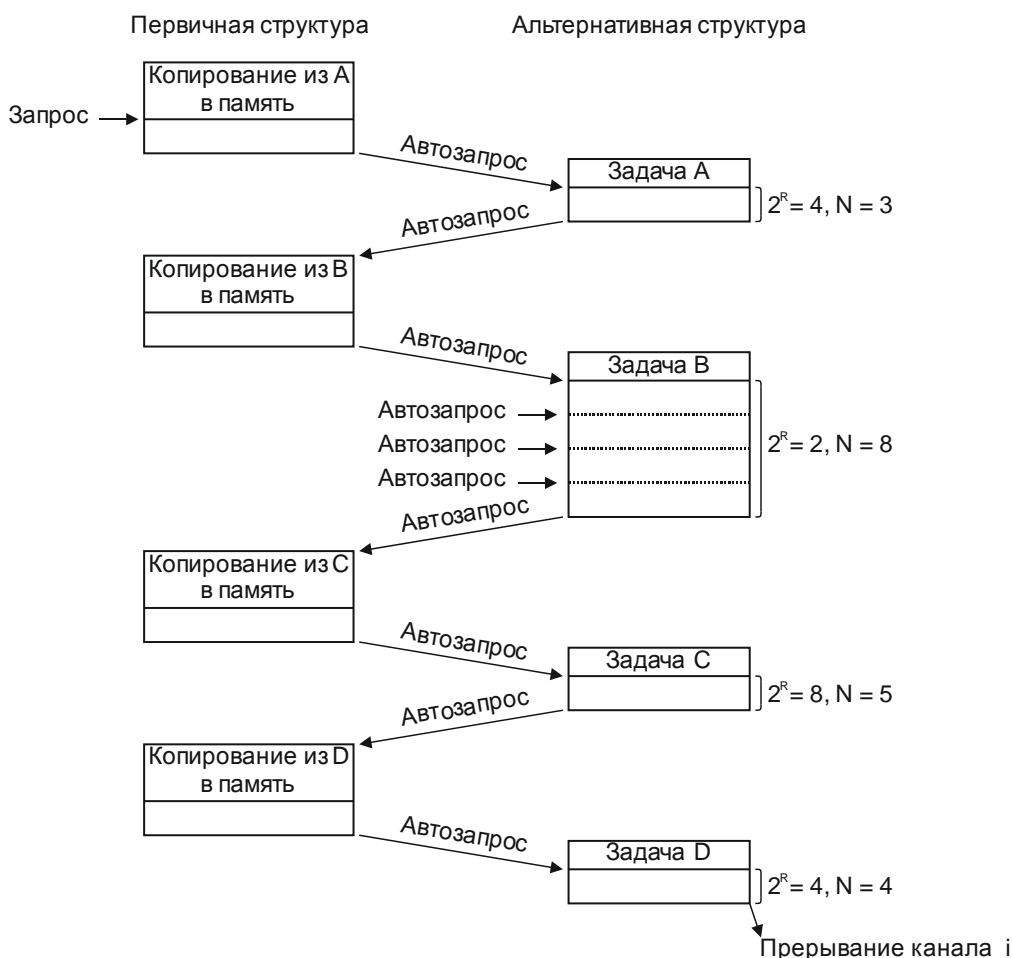 Первичная структура
Альтернативная структура
Копирование из A
в память
Запрос
Автозапрос
Задача A
2^R = 4, N = 3
Автозапрос
Копирование из B
в память
Автозапрос
Задача B
Автозапрос
Автозапрос
Автозапрос
2^R = 2, N = 8
Автозапрос
Копирование из C
в память
Автозапрос
Задача C
2^R = 8, N = 5
Автозапрос
Копирование из D
в память
Автозапрос
Задача D
2^R = 4, N = 4
Прерывание канала i